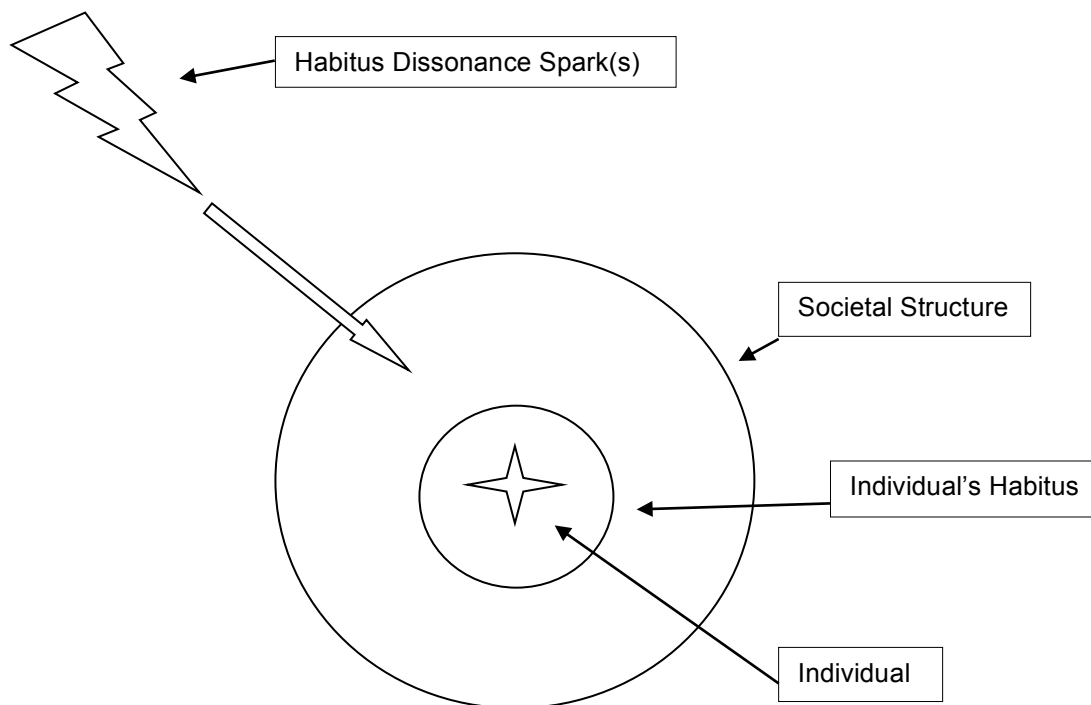 Habitus Dissonance Spark(s)
Societal Structure
Individual’s Habitus
Individual